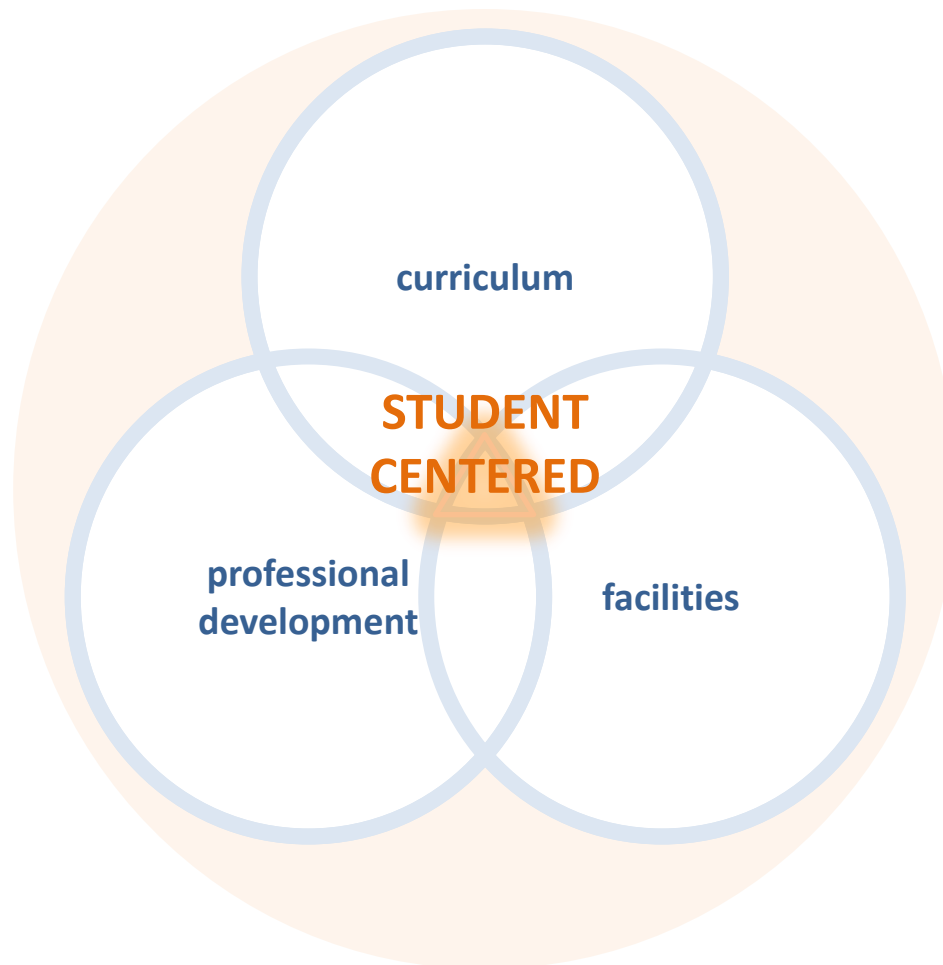 curriculum
STUDENT
CENTERED
professional
development
facilities